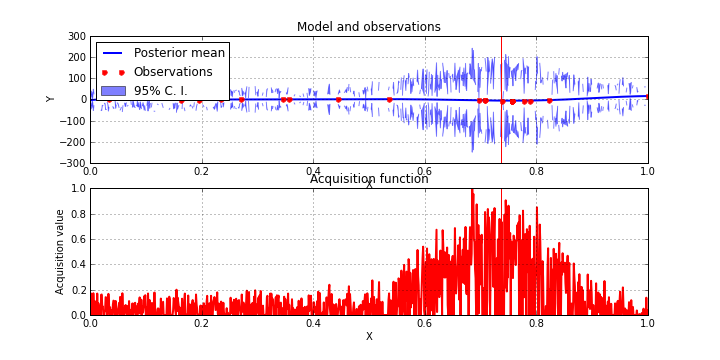 Model and observations
300
200
100
0
−100
−200
−300
Y
Posterior mean
Observations
95% C. I.
0.0 0.2 0.4 0.6 0.8 1.0
X
Acquisition function
1.0
0.8
0.6
0.4
0.2
0.0
Acquisition value
0.0 0.2 0.4 0.6 0.8 1.0
X